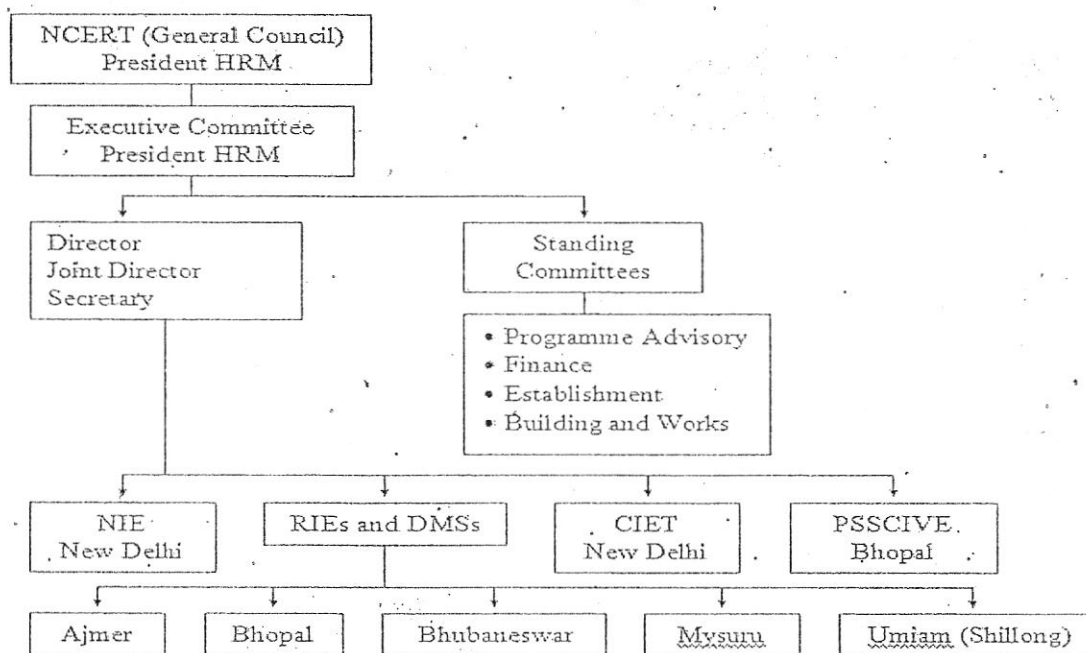 NCERT (General Council)
President HRM
Executive Committee
President HRM
Director
Joint Director
Secretary
Standing
Committees
• Programme Advisory
• Finance
• Establishment
• Building and Works
NIE
New Delhi
RIEs and DMSs
CIET
New Delhi
PSSCIVE
Bhopal
Ajmer
Bhopal
Bhubaneswar
Mysuru
Umiam (Shillong)